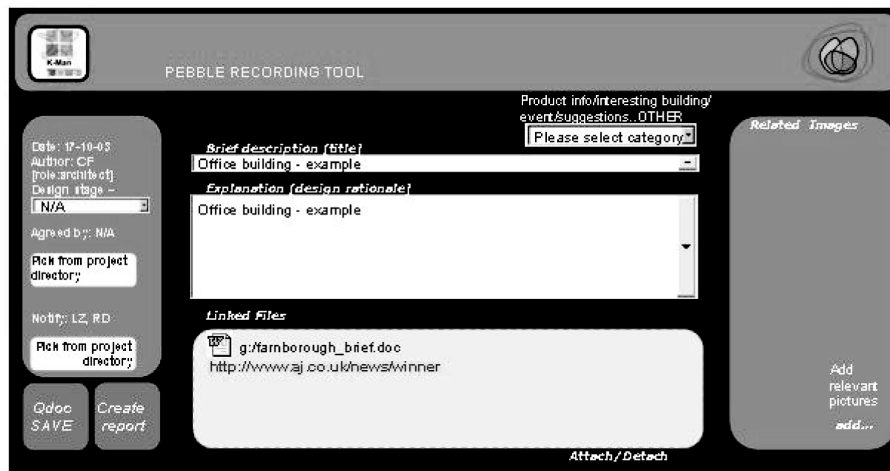 K-Man
PEBBLE RECORDING TOOL
Product info/interesting building/
event/suggestions..OTHER
Please select category
Related Images
Date: 17-10-03
Author: CF
[role:architect]
Design stage –
N/A
Agreed by: N/A
Pick from project
directory
Notify: LZ, RD
Pick from project
directory
Qdoc
SAVE
Create
report
Brief description [title]
Office building - example
Explanation [design rationale]
Office building - example
Linked Files
g:/farnborough_brief.doc
http://www.aj.co.uk/news/winner
Attach/Detach
Add
relevant
pictures
add...